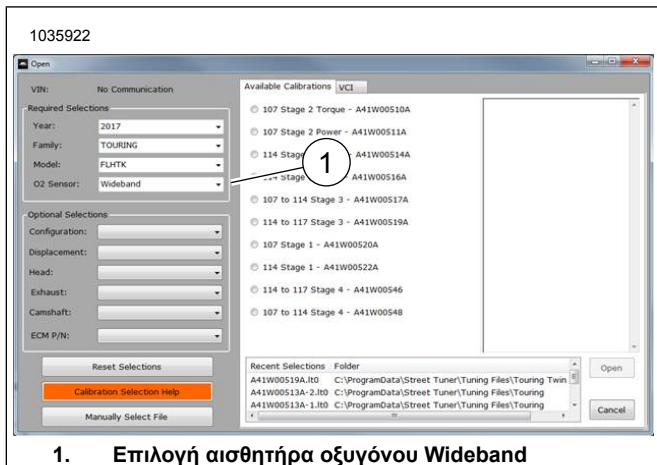 1035922
Open
VIN: No Communication
Required Selections
Year: 2017
Family: TOURING
Model: FLHTK
O2 Sensor: Wideband
Optional Selections
Configuration:
Displacement:
Head:
Exhaust:
Camshaft:
ECM P/N:
Reset Selections
Calibration Selection Help
Manually Select File
Available Calibrations VCI
107 Stage 2 Torque - A41W00510A
107 Stage 2 Power - A41W00511A
114 Stage - A41W00514A
114 Stage A41W00516A
107 to 114 Stage 3 - A41W00517A
114 to 117 Stage 3 - A41W00519A
107 Stage 1 - A41W00520A
114 Stage 1 - A41W00522A
114 to 117 Stage 4 - A41W00546
107 to 114 Stage 4 - A41W00548
1
Recent Selections Folder
A41W00519A.lt0 C:\ProgramData\Street Tuner\Tuning Files\Touring Twin
A41W00513A-2.lt0 C:\ProgramData\Street Tuner\Tuning Files\Touring
A41W00513A-1.lt0 C:\ProgramData\Street Tuner\Tuning Files\Touring
Open
Cancel
1. Επιλογή αισθητήρα οξυγόνου Wideband